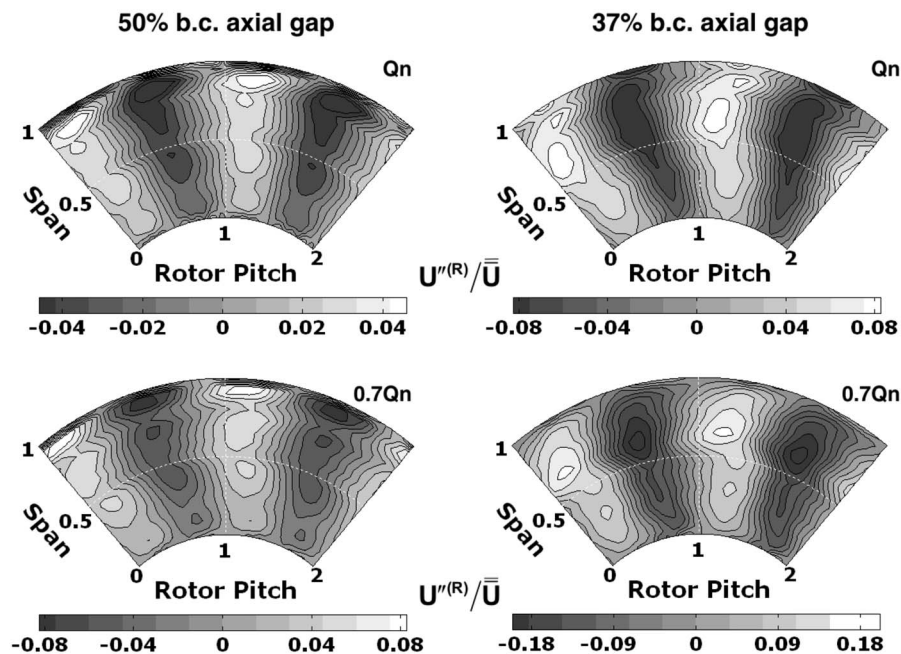 50% b.c. axial gap
37% b.c. axial gap
Qn
Qn
1
1
0.5
0.5
Span
Span
0
1
2
0
1
2
Rotor Pitch
Rotor Pitch
U″(R)/U̿
-0.04 -0.02 0 0.02 0.04
-0.08 -0.04 0 0.04 0.08
0.7Qn
0.7Qn
1
1
0.5
0.5
Span
Span
0
1
2
0
1
2
Rotor Pitch
Rotor Pitch
U″(R)/U̿
-0.08 -0.04 0 0.04 0.08
-0.18 -0.09 0 0.09 0.18